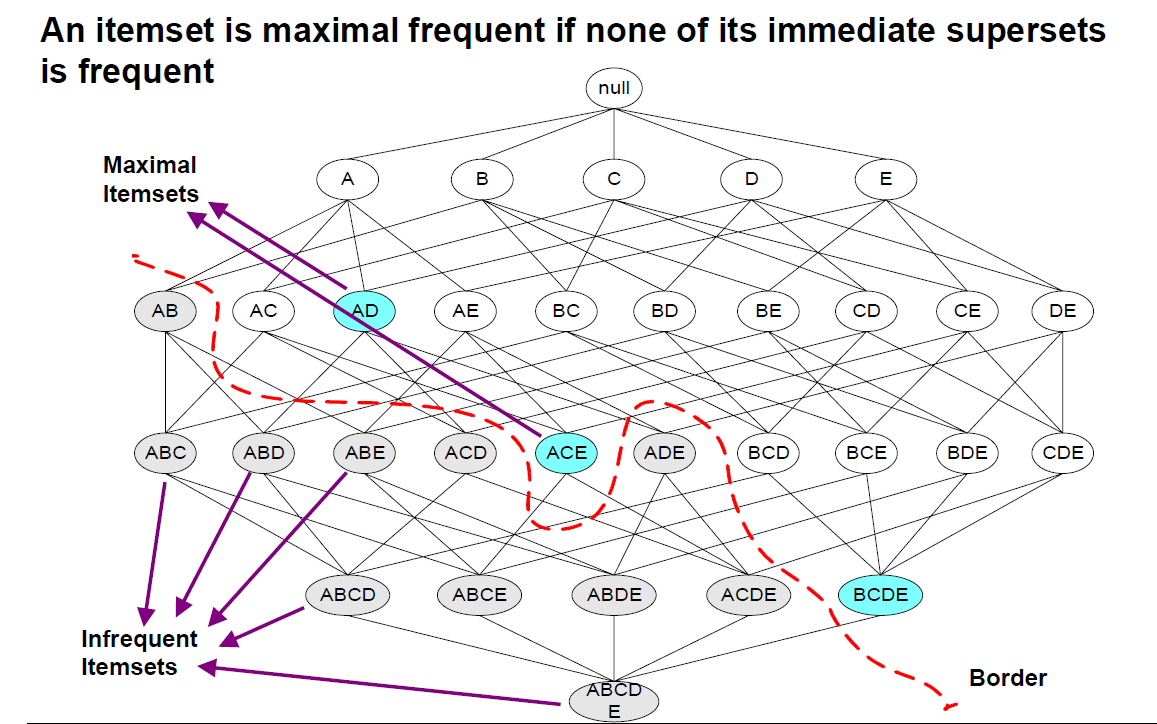 An itemset is maximal frequent if none of its immediate supersets
is frequent
null
Maximal
Itemsets
A B C D E
AB AC AD AE BC BD BE CD CE DE
ABC ABD ABE ACD ACE ADE BCD BCE BDE CDE
ABCD ABCE ABDE ACDE BCDE
Infrequent
Itemsets
Border
ABCD
E